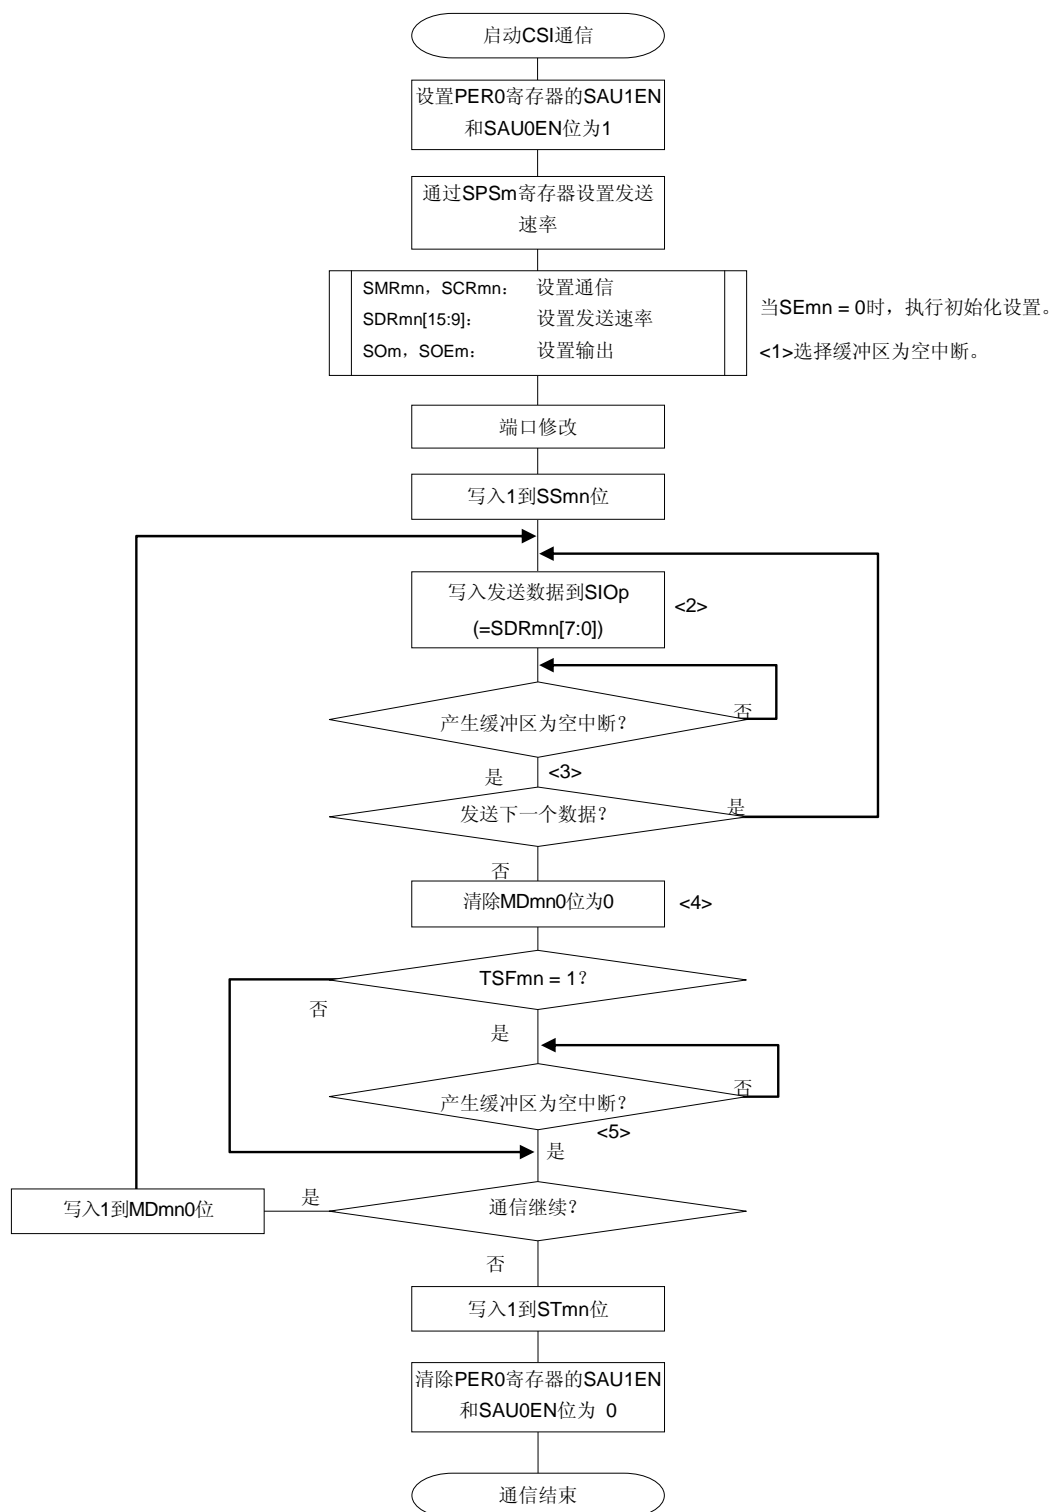 启动CSI通信
设置PER0寄存器的SAU1EN
和SAU0EN位为1
通过SPSm寄存器设置发送
速率
SMRmn，SCRmn： 设置通信
SDRmn[15:9]： 设置发送速率
SOm，SOEm： 设置输出
当SEmn = 0时，执行初始化设置。
<1>选择缓冲区为空中断。
端口修改
写入1到SSmn位
写入发送数据到SIOp
(=SDRmn[7:0])
<2>
产生缓冲区为空中断？
否
是
<3>
发送下一个数据？
是
否
清除MDmn0位为0
<4>
TSFmn = 1？
否
是
产生缓冲区为空中断？
否
<5>
是
通信继续？
是
写入1到MDmn0位
否
写入1到STmn位
清除PER0寄存器的SAU1EN
和SAU0EN位为 0
通信结束